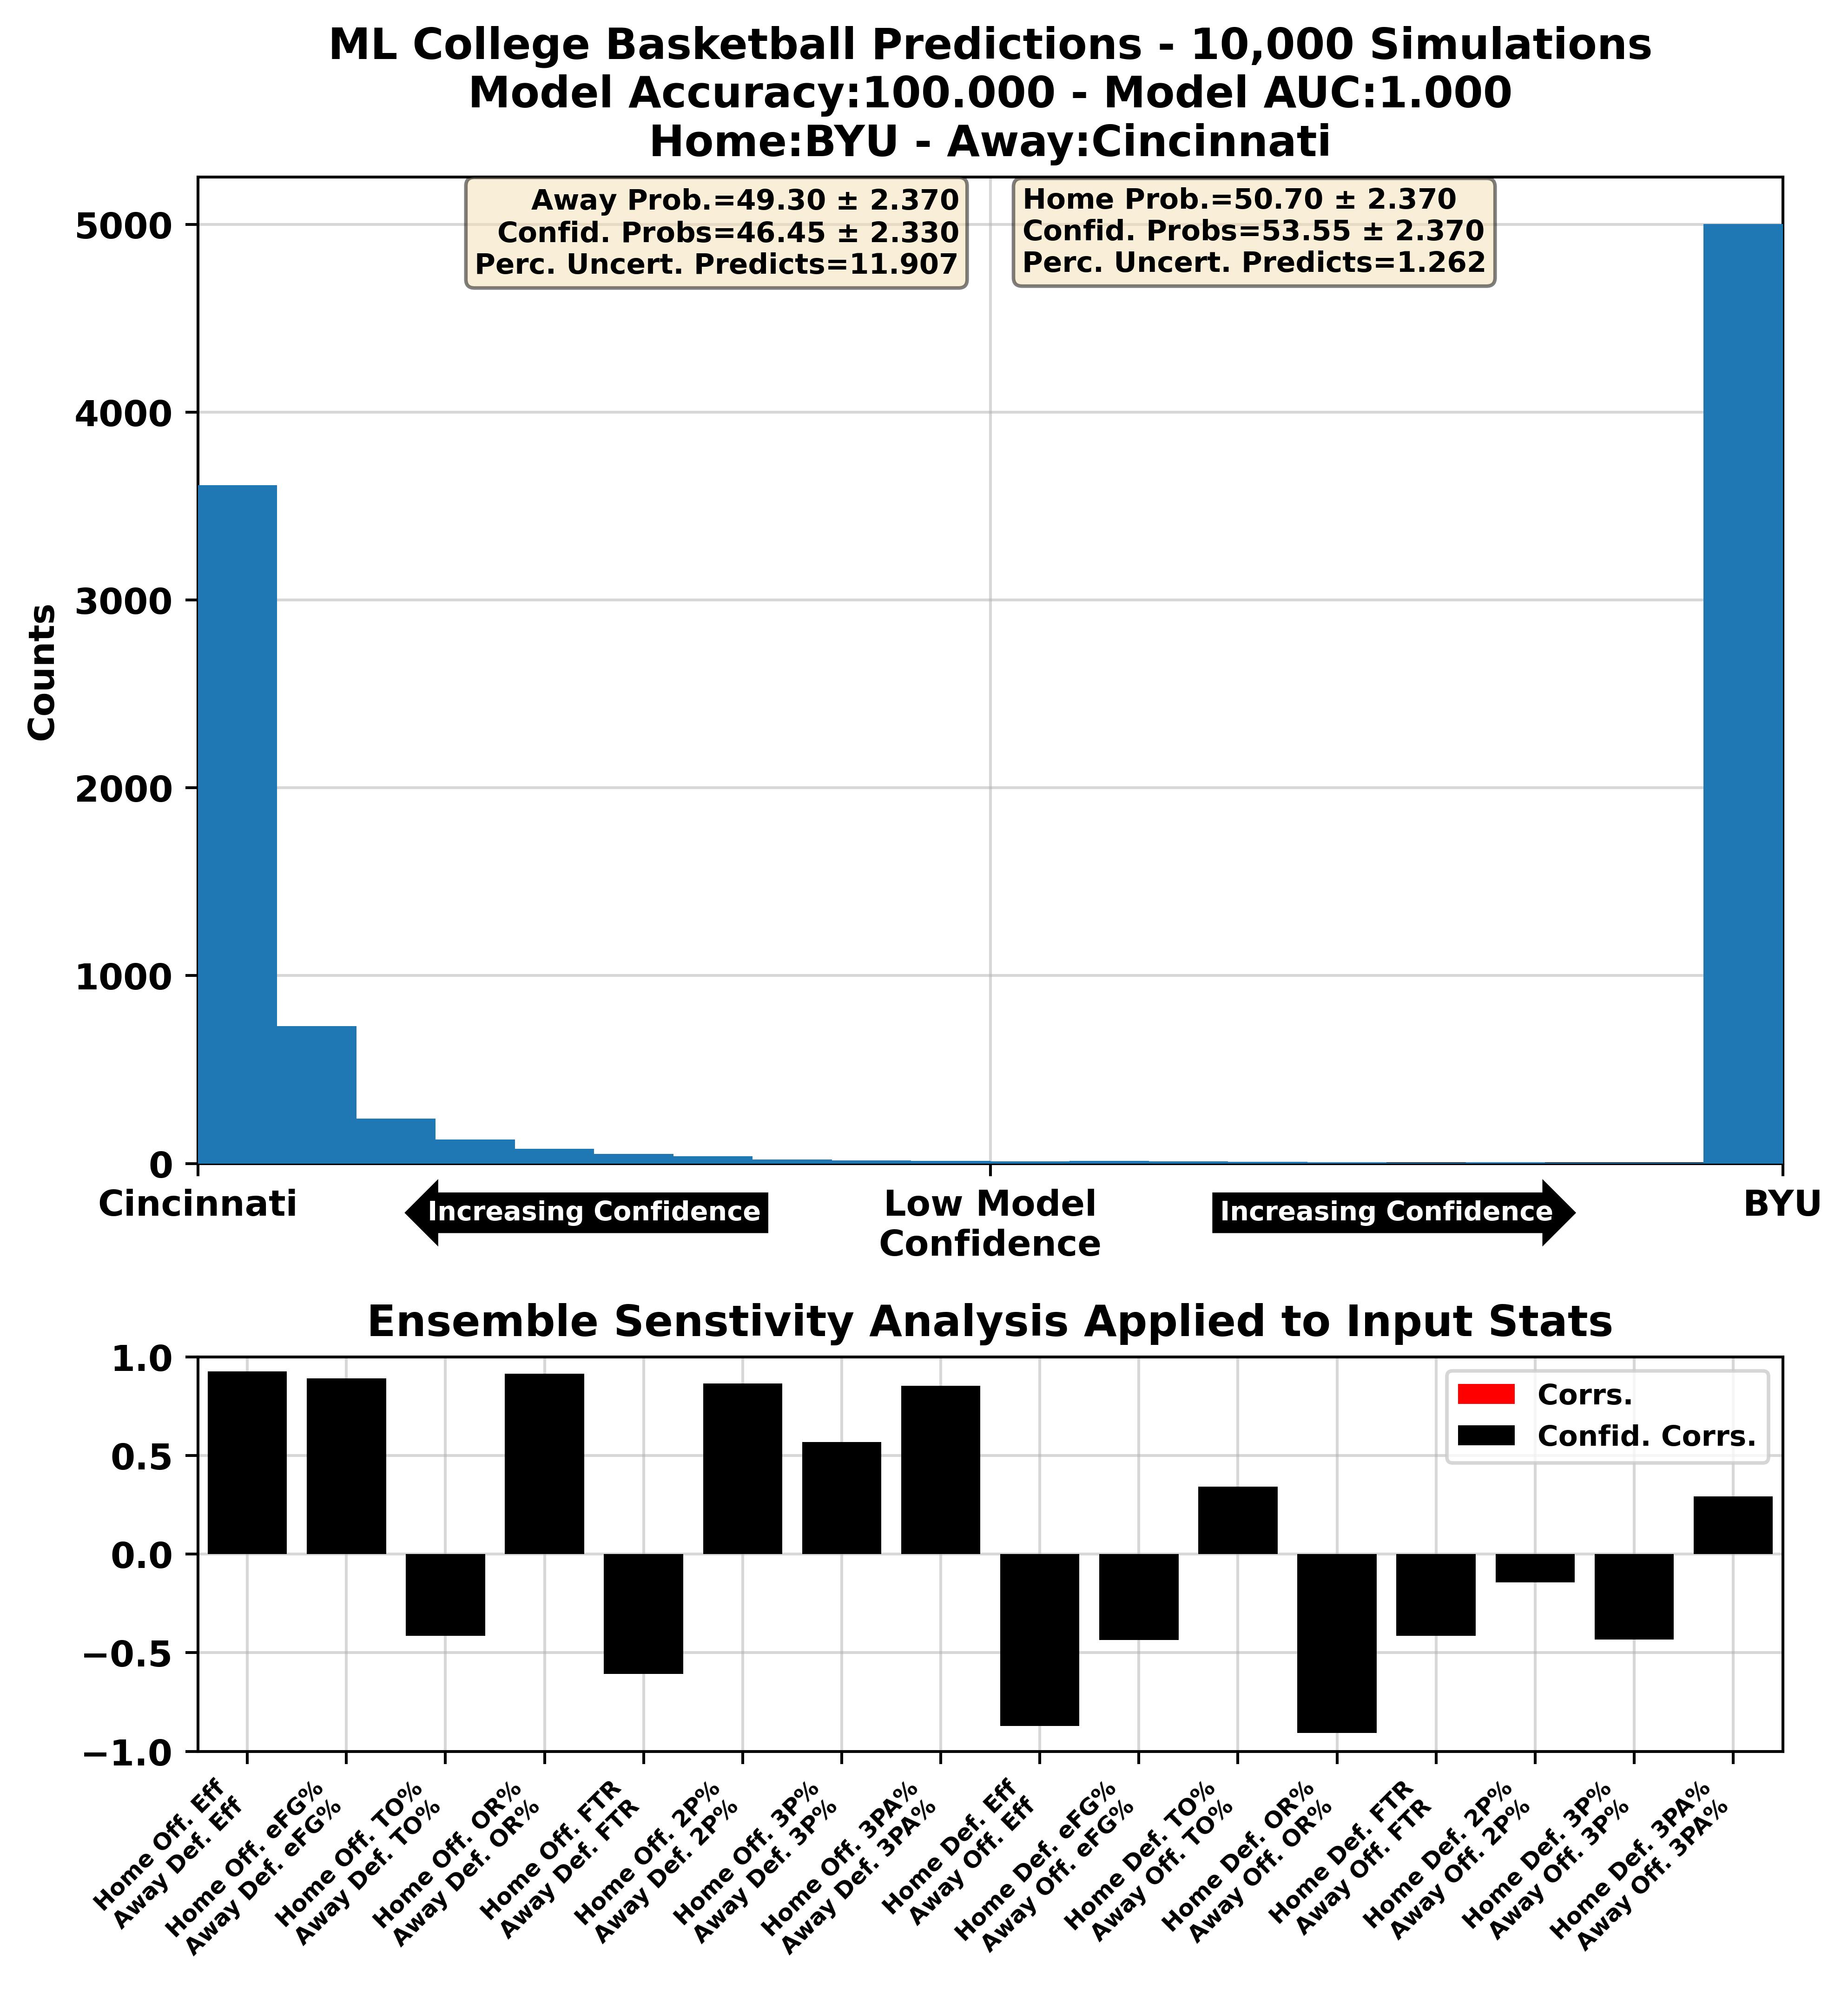 ML College Basketball Predictions - 10,000 Simulations
Model Accuracy:100.000 - Model AUC:1.000
Home:BYU - Away:Cincinnati
Away Prob.=49.30 ± 2.370
Confid. Probs=46.45 ± 2.330
Perc. Uncert. Predicts=11.907
Home Prob.=50.70 ± 2.370
Confid. Probs=53.55 ± 2.370
Perc. Uncert. Predicts=1.262
5000
4000
3000
2000
1000
0
Counts
Cincinnati
Increasing Confidence
Low Model
Confidence
Increasing Confidence
BYU
Ensemble Senstivity Analysis Applied to Input Stats
1.0
0.5
0.0
−0.5
−1.0
Corrs.
Confid. Corrs.
Home Off. Eff
Away Def. Eff
Home Off. eFG%
Away Def. eFG%
Home Off. TO%
Away Def. TO%
Home Off. OR%
Away Def. OR%
Home Off. FTR
Away Def. FTR
Home Off. 2P%
Away Def. 2P%
Home Off. 3P%
Away Def. 3P%
Home Off. 3PA%
Away Def. 3PA%
Home Def. Eff
Away Off. Eff
Home Def. eFG%
Away Off. eFG%
Home Def. TO%
Away Off. TO%
Home Def. OR%
Away Off. OR%
Home Def. FTR
Away Off. FTR
Home Def. 2P%
Away Off. 2P%
Home Def. 3P%
Away Off. 3P%
Home Def. 3PA%
Away Off. 3PA%